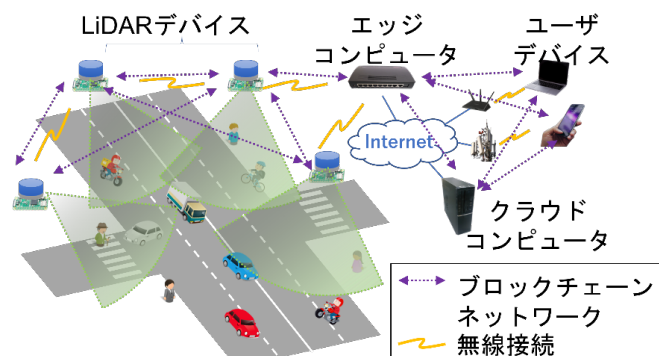 LiDARデバイス
エッジ
コンピュータ
ユーザ
デバイス
Internet
クラウド
コンピュータ
ブロックチェーン
ネットワーク
無線接続